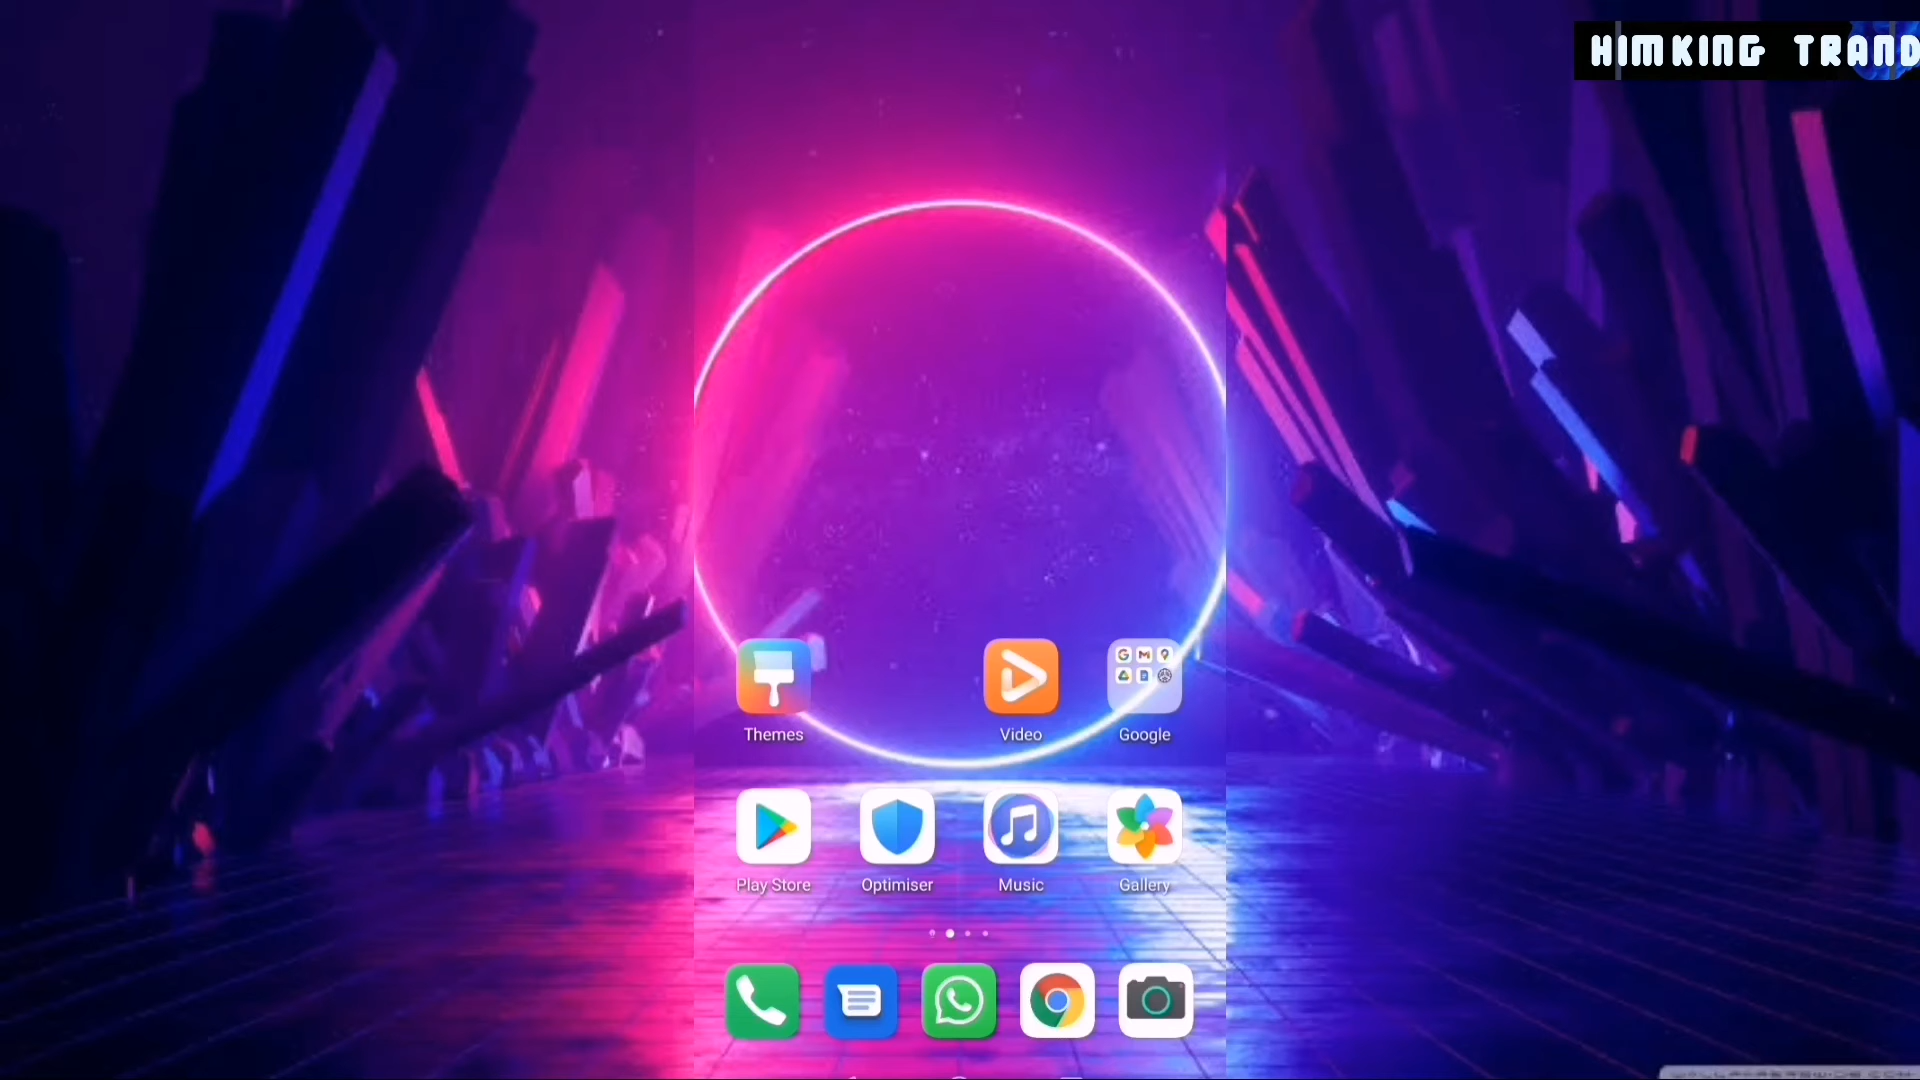 HIMKING TRAND
Themes
Video
Google
Play Store
Optimiser
Music
Gallery